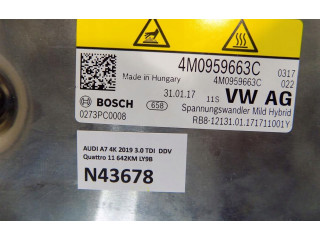 4M0959663C 0317
Made in Hungary 4M0959663C 022
31.01.17 11S VW AG
BOSCH 658 Spannungswandler Mild Hybrid
0273PC0008 RB8-12131.01.171711001Y
AUDI A7 4K 2019 3.0 TDI DDV
Quattro 11 642KM LY9B
N43678